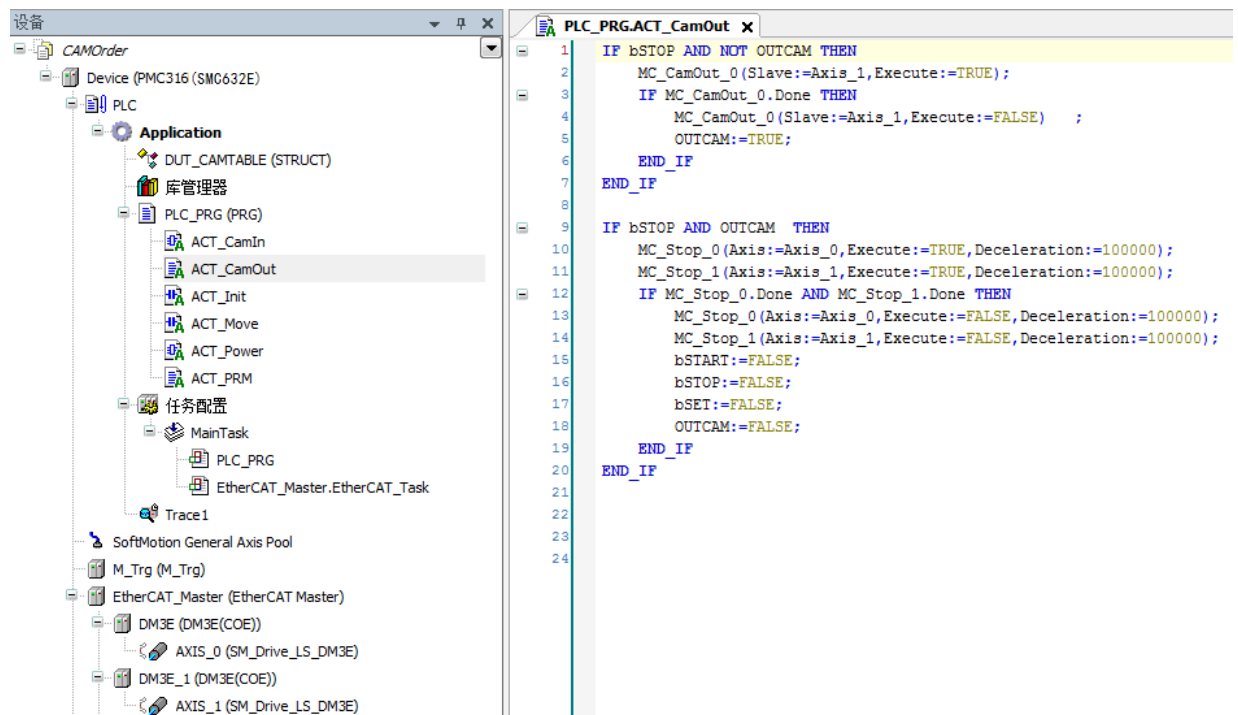 设备
CAMOrder
Device (PMC316(SMC632E)
PLC
Application
DUT_CAMTABLE (STRUCT)
库管理器
PLC_PRG (PRG)
ACT_CamIn
ACT_CamOut
ACT_Init
ACT_Move
ACT_Power
ACT_PRM
任务配置
MainTask
PLC_PRG
EtherCAT_Master.EtherCAT_Task
Trace1
SoftMotion General Axis Pool
M_Trg (M_Trg)
EtherCAT_Master (EtherCAT Master)
DM3E (DM3E(COE))
AXIS_0 (SM_Drive_LS_DM3E)
DM3E_1 (DM3E(COE))
AXIS_1 (SM_Drive_LS_DM3E)
PLC_PRG.ACT_CamOut
1 IF bSTOP AND NOT OUTCAM THEN
2 MC_CamOut_0(Slave:=Axis_1,Execute:=TRUE);
3 IF MC_CamOut_0.Done THEN
4 MC_CamOut_0(Slave:=Axis_1,Execute:=FALSE) ;
5 OUTCAM:=TRUE;
6 END_IF
7 END_IF
8
9 IF bSTOP AND OUTCAM THEN
10 MC_Stop_0(Axis:=Axis_0,Execute:=TRUE,Deceleration:=100000);
11 MC_Stop_1(Axis:=Axis_1,Execute:=TRUE,Deceleration:=100000);
12 IF MC_Stop_0.Done AND MC_Stop_1.Done THEN
13 MC_Stop_0(Axis:=Axis_0,Execute:=FALSE,Deceleration:=100000);
14 MC_Stop_1(Axis:=Axis_1,Execute:=FALSE,Deceleration:=100000);
15 bSTART:=FALSE;
16 bSTOP:=FALSE;
17 bSET:=FALSE;
18 OUTCAM:=FALSE;
19 END_IF
20 END_IF
21
22
23
24